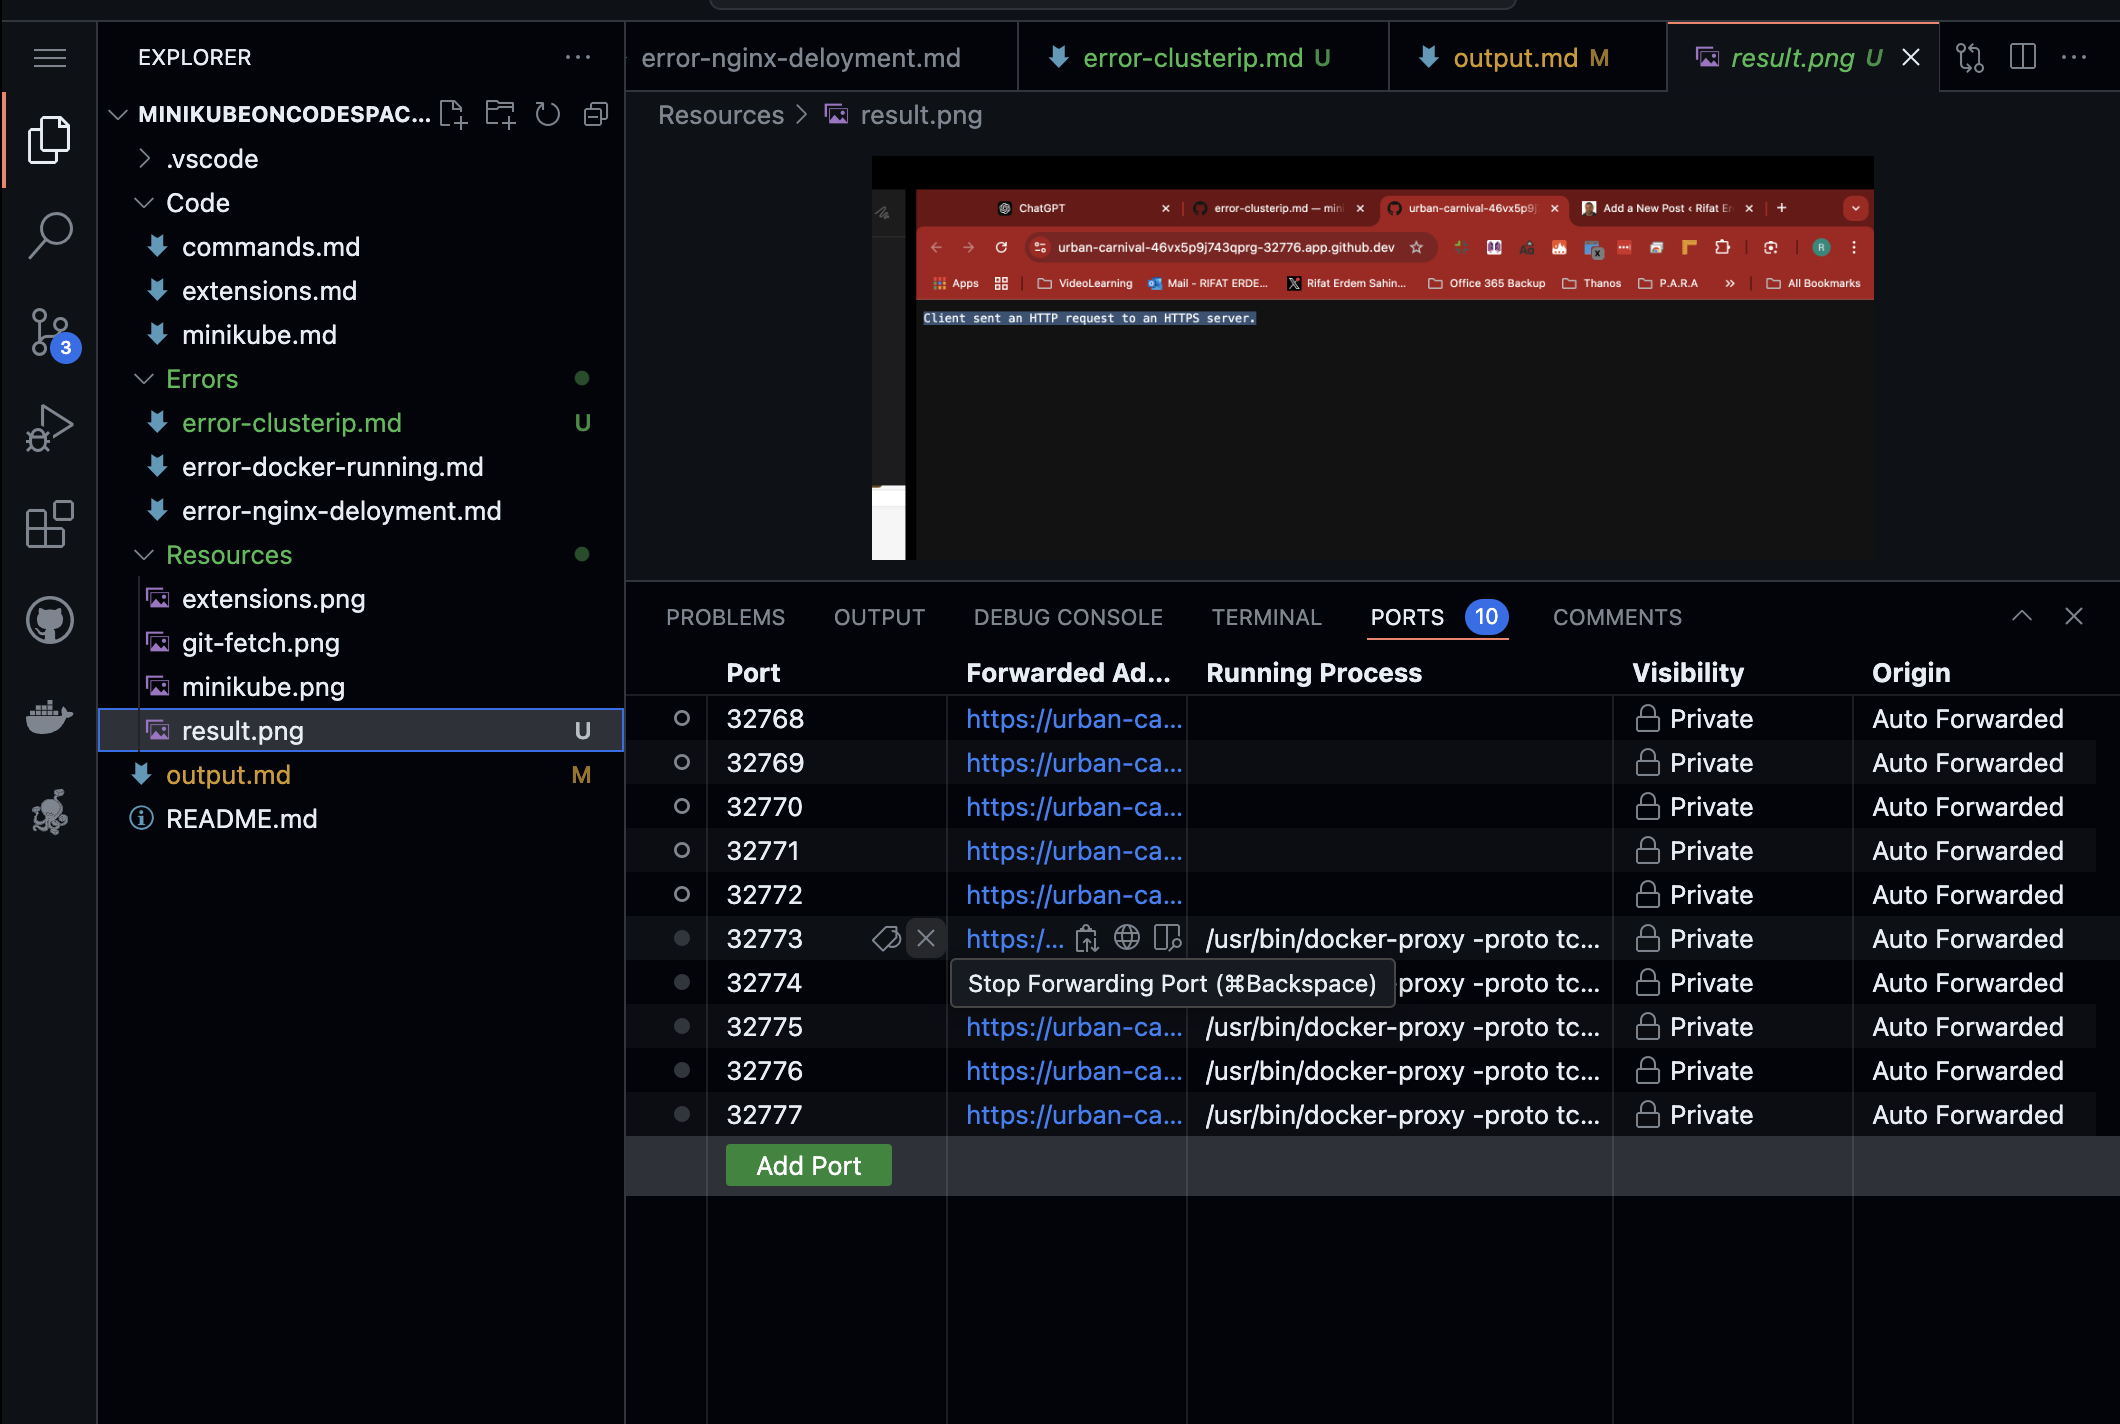 EXPLORER
MINIKUBEONCODESPAC...
.vscode
Code
commands.md
extensions.md
minikube.md
3
Errors
error-clusterip.md U
error-docker-running.md
error-nginx-deloyment.md
Resources
extensions.png
git-fetch.png
minikube.png
result.png U
output.md M
README.md
error-nginx-deloyment.md
error-clusterip.md U
output.md M
result.png U
Resources > result.png
ChatGPT
error-clusterip.md — min
urban-carnival-46vx5p9j
Add a New Post ‹ Rifat Er
urban-carnival-46vx5p9j743qprg-32776.app.github.dev
R
Apps
VideoLearning
Mail - RIFAT ERDE...
Rifat Erdem Sahin...
Office 365 Backup
Thanos
P.A.R.A
»
All Bookmarks
Client sent an HTTP request to an HTTPS server.
PROBLEMS OUTPUT DEBUG CONSOLE TERMINAL PORTS 10 COMMENTS
Port Forwarded Ad... Running Process Visibility Origin
32768 https://urban-ca... Private Auto Forwarded
32769 https://urban-ca... Private Auto Forwarded
32770 https://urban-ca... Private Auto Forwarded
32771 https://urban-ca... Private Auto Forwarded
32772 https://urban-ca... Private Auto Forwarded
32773 https:/... /usr/bin/docker-proxy -proto tc... Private Auto Forwarded
32774 Stop Forwarding Port (⌘Backspace) proxy -proto tc... Private Auto Forwarded
32775 https://urban-ca... /usr/bin/docker-proxy -proto tc... Private Auto Forwarded
32776 https://urban-ca... /usr/bin/docker-proxy -proto tc... Private Auto Forwarded
32777 https://urban-ca... /usr/bin/docker-proxy -proto tc... Private Auto Forwarded
Add Port